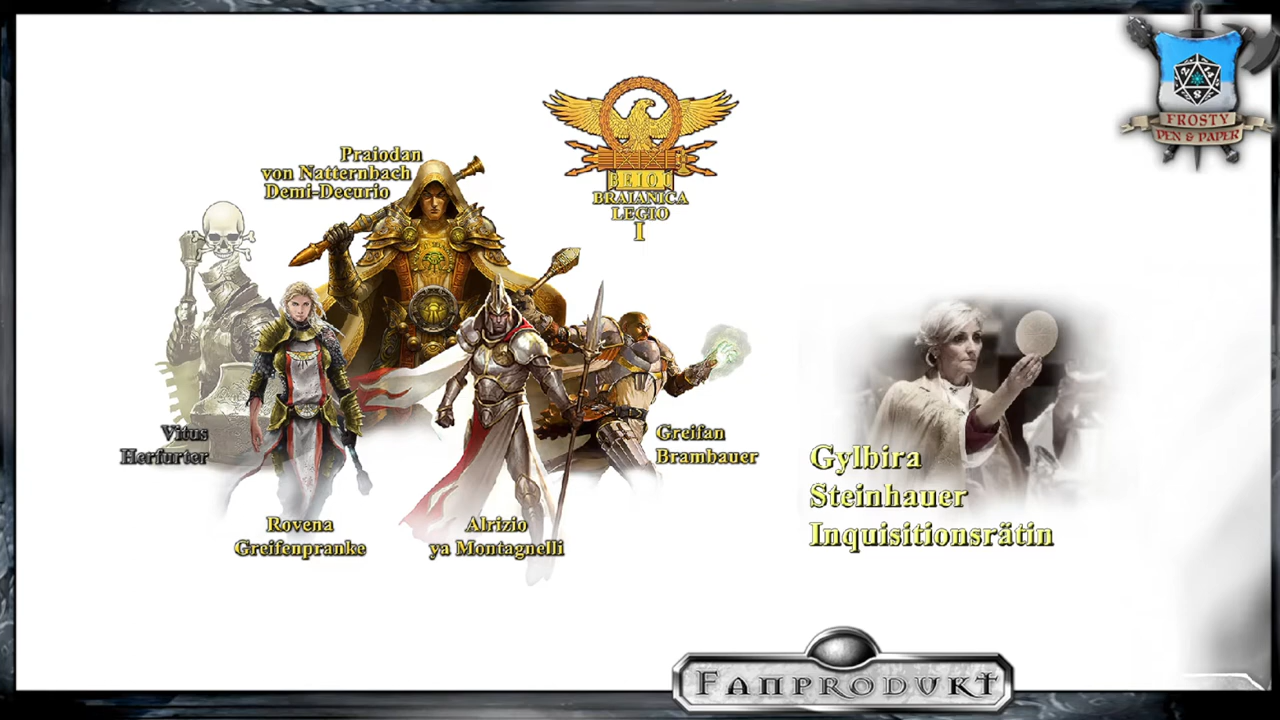 FROSTY
PEN & PAPER
BRAIANICA
LEGIO
I
Praiodan
von Natternbach
Demi-Decurio
Vitus
Herfurter
Rovena
Greifenpranke
Alrizio
ya Montagnelli
Greifan
Brambauer
Gylbira
Steinhauer
Inquisitionsrätin
FANPRODUKT